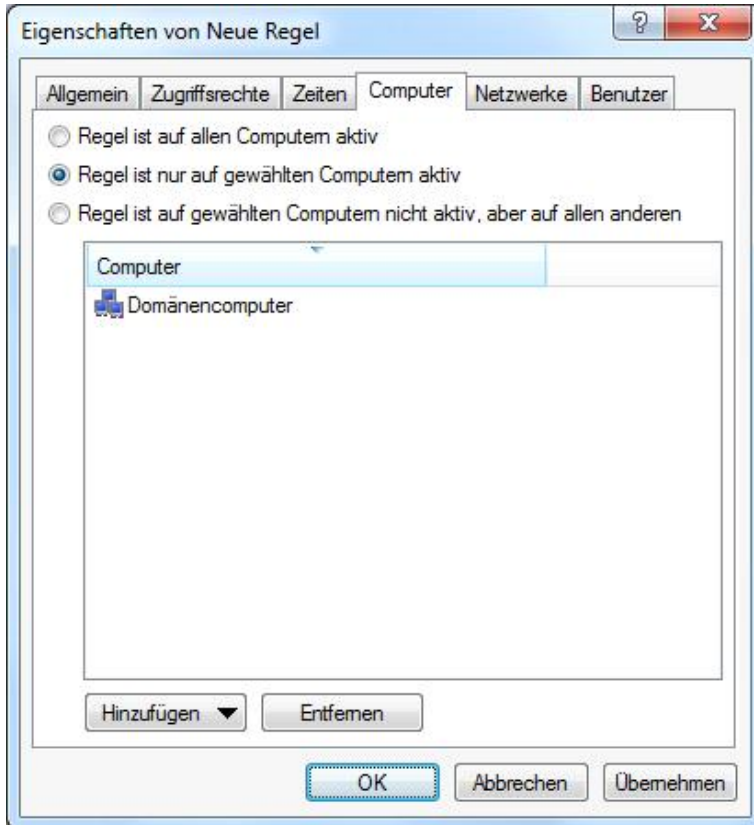 Eigenschaften von Neue Regel
Allgemein Zugriffsrechte Zeiten Computer Netzwerke Benutzer
Regel ist auf allen Computern aktiv
Regel ist nur auf gewählten Computern aktiv
Regel ist auf gewählten Computern nicht aktiv, aber auf allen anderen
Computer
Domänencomputer
Hinzufügen Entfernen
OK Abbrechen Übernehmen